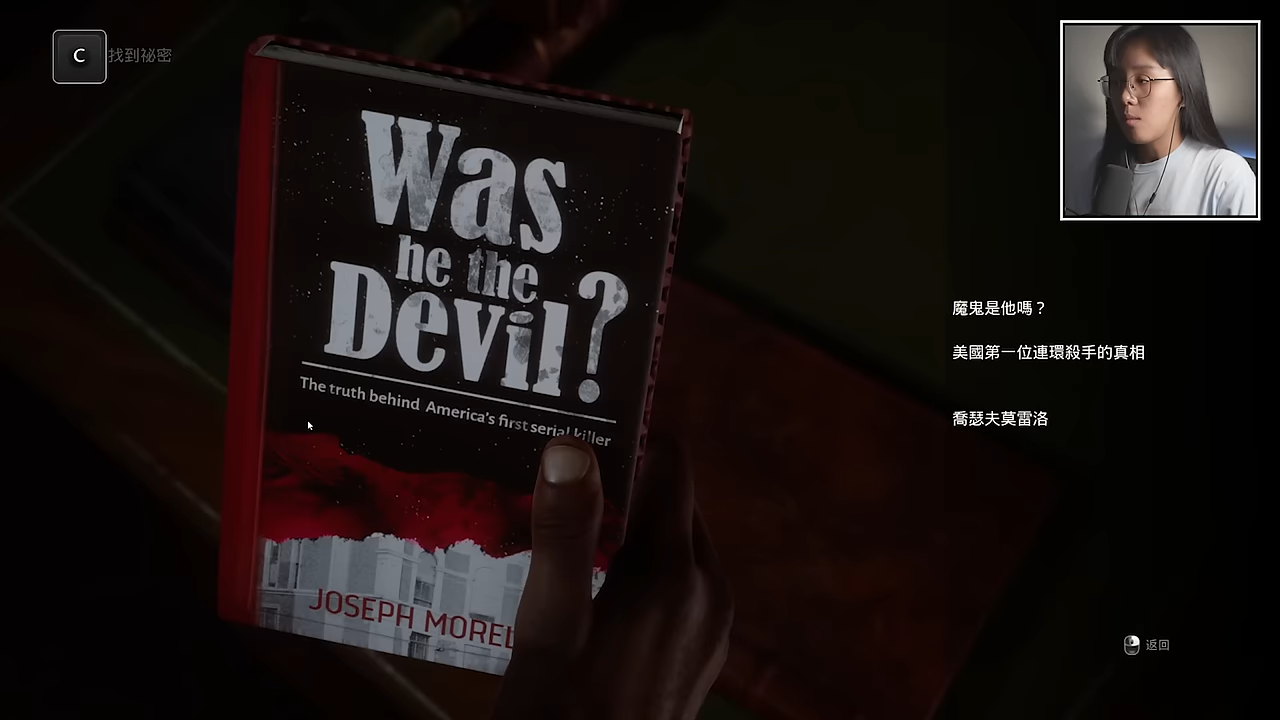 C
找到祕密
Was
he the
Devil?
The truth behind America's first serial killer
JOSEPH MOREL
魔鬼是他嗎？
美國第一位連環殺手的真相
喬瑟夫莫雷洛
返回